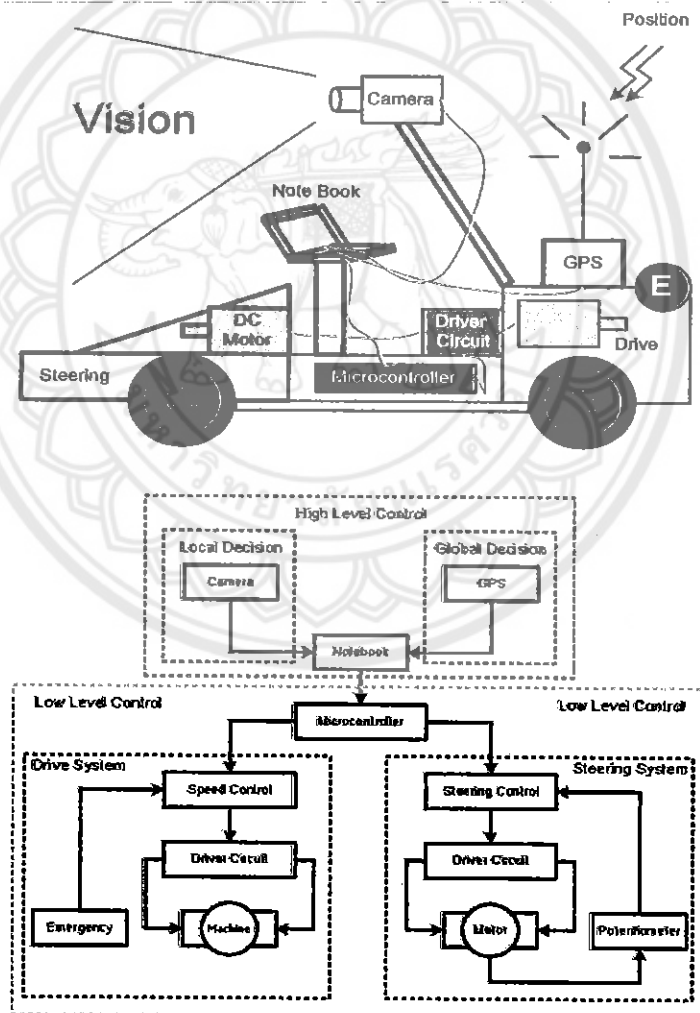 Position
Vision
Camera
Note Book
GPS
E
DC
Motor
Driver
Circuit
Drive
Steering
Microcontroller
High Level Control
Local Decision
Global Decision
Camera
GPS
Notebook
Low Level Control
Low Level Control
Microcontroller
Drive System
Steering System
Speed Control
Steering Control
Driver Circuit
Driver Circuit
Emergency
Machine
Motor
Potentiometer